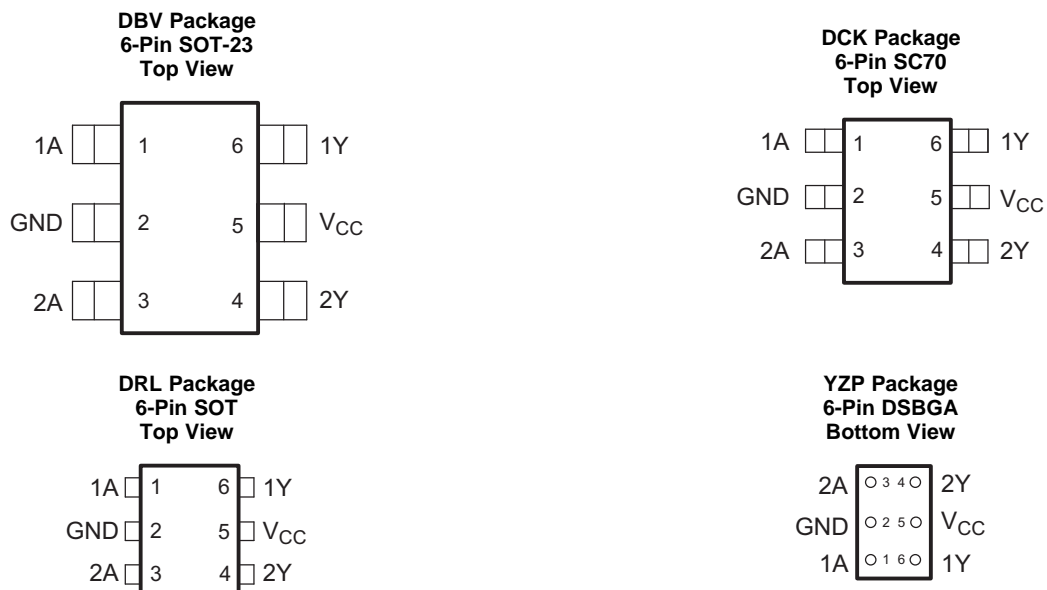 DBV Package
6-Pin SOT-23
Top View
1A 1 6 1Y
GND 2 5 VCC
2A 3 4 2Y
DCK Package
6-Pin SC70
Top View
1A 1 6 1Y
GND 2 5 VCC
2A 3 4 2Y
DRL Package
6-Pin SOT
Top View
1A 1 6 1Y
GND 2 5 VCC
2A 3 4 2Y
YZP Package
6-Pin DSBGA
Bottom View
2A 3 4 2Y
GND 2 5 VCC
1A 1 6 1Y